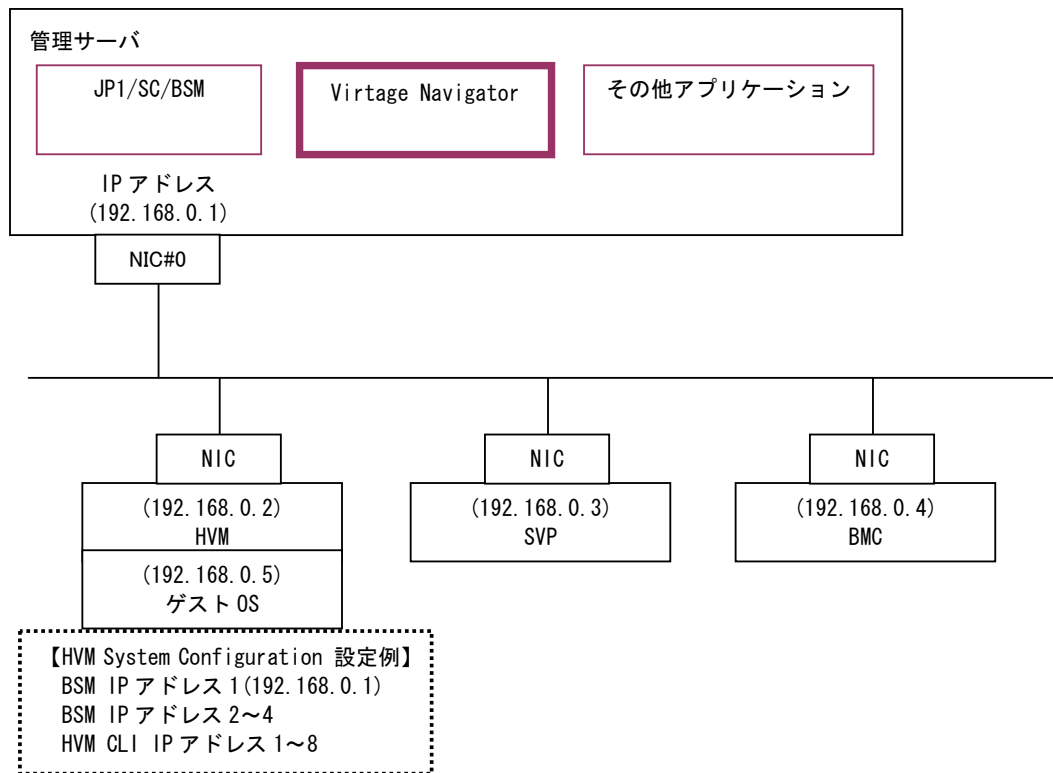 管理サーバ
JP1/SC/BSM
Virtage Navigator
その他アプリケーション
IP アドレス
(192.168.0.1)
NIC#0
NIC
NIC
NIC
(192.168.0.2)
HVM
(192.168.0.3)
SVP
(192.168.0.4)
BMC
(192.168.0.5)
ゲスト OS
【HVM System Configuration 設定例】
BSM IP アドレス 1(192.168.0.1)
BSM IP アドレス 2～4
HVM CLI IP アドレス 1～8